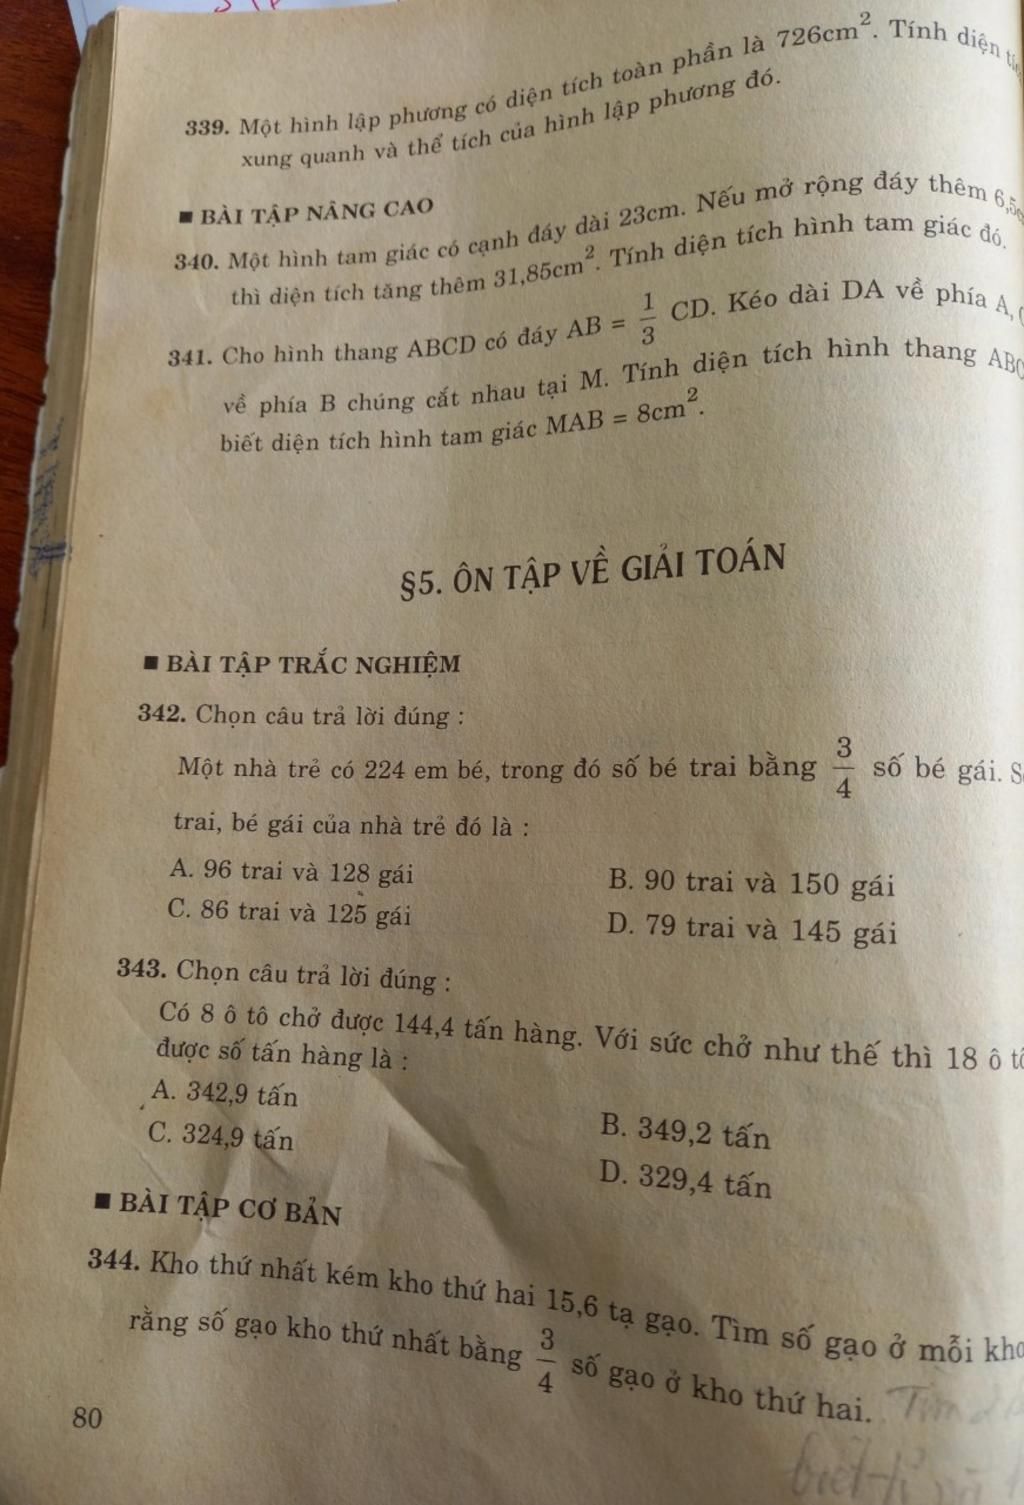 339. Một hình lập phương có diện tích toàn phần là 726cm². Tính diện
xung quanh và thể tích của hình lập phương đó.
■ BÀI TẬP NÂNG CAO
340. Một hình tam giác có cạnh đáy dài 23cm. Nếu mở rộng đáy thêm 6,5c
thì diện tích tăng thêm 31,85cm². Tính diện tích hình tam giác đó.
341. Cho hình thang ABCD có đáy AB = 1/3 CD. Kéo dài DA về phía A,
về phía B chúng cắt nhau tại M. Tính diện tích hình thang ABC
biết diện tích hình tam giác MAB = 8cm².
§5. ÔN TẬP VỀ GIẢI TOÁN
■ BÀI TẬP TRẮC NGHIỆM
342. Chọn câu trả lời đúng :
Một nhà trẻ có 224 em bé, trong đó số bé trai bằng 3/4 số bé gái. S
trai, bé gái của nhà trẻ đó là :
A. 96 trai và 128 gái B. 90 trai và 150 gái
C. 86 trai và 125 gái D. 79 trai và 145 gái
343. Chọn câu trả lời đúng :
Có 8 ô tô chở được 144,4 tấn hàng. Với sức chở như thế thì 18 ô tô
được số tấn hàng là :
A. 342,9 tấn B. 349,2 tấn
C. 324,9 tấn D. 329,4 tấn
■ BÀI TẬP CƠ BẢN
344. Kho thứ nhất kém kho thứ hai 15,6 tạ gạo. Tìm số gạo ở mỗi kho
rằng số gạo kho thứ nhất bằng 3/4 số gạo ở kho thứ hai.
80